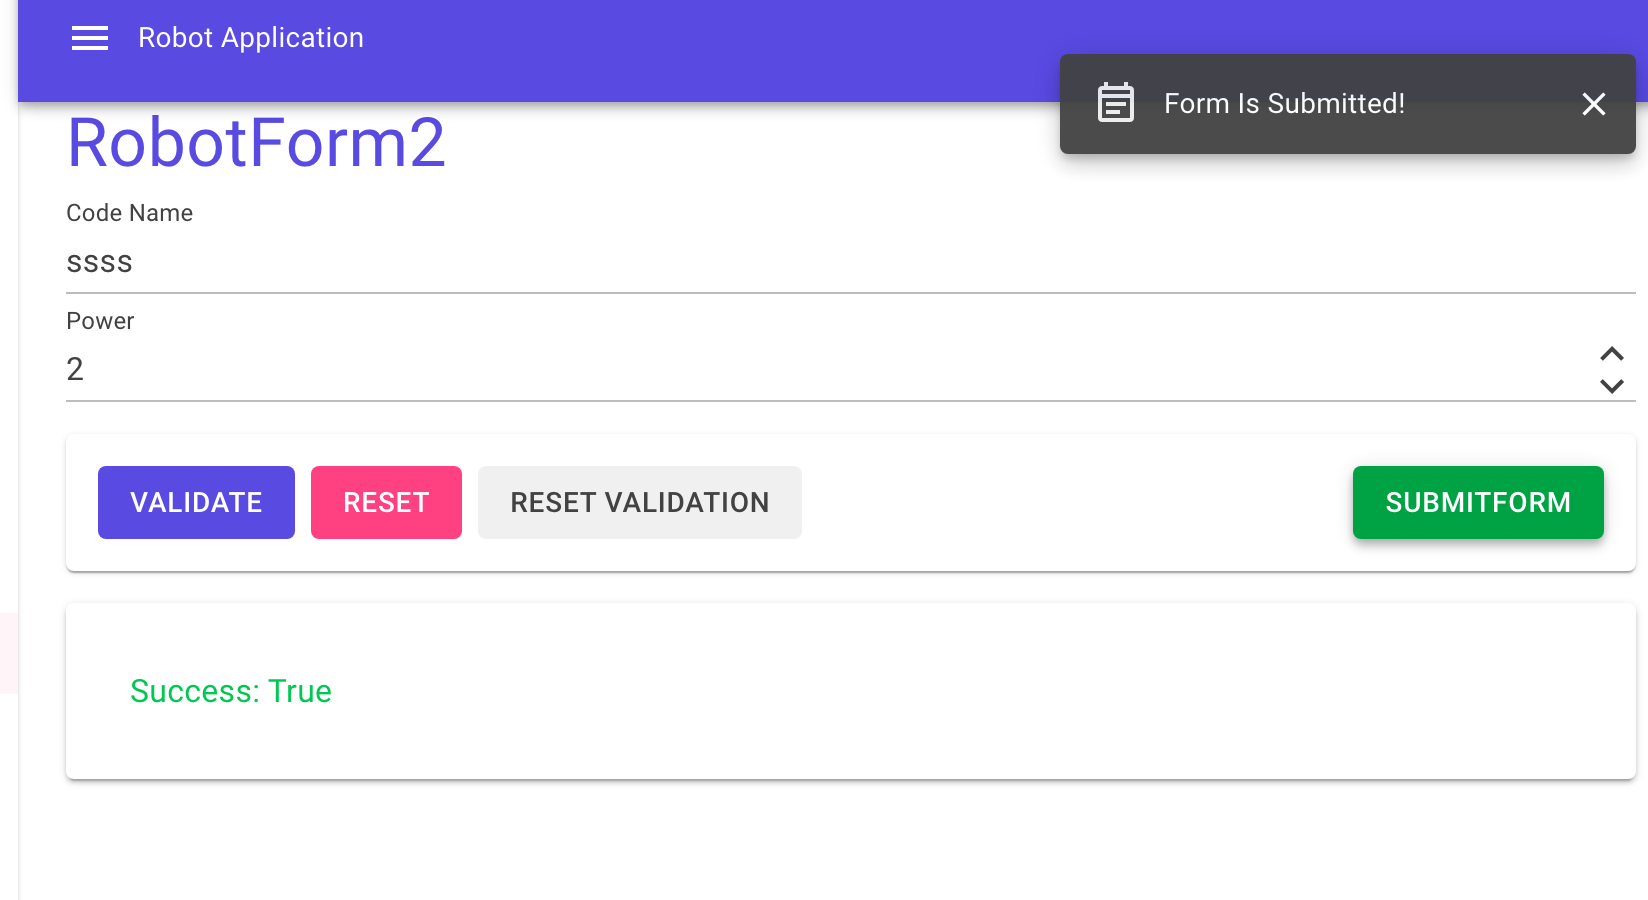 Robot Application
Form Is Submitted!
RobotForm2
Code Name
ssss
Power
2
VALIDATE RESET RESET VALIDATION SUBMITFORM
Success: True